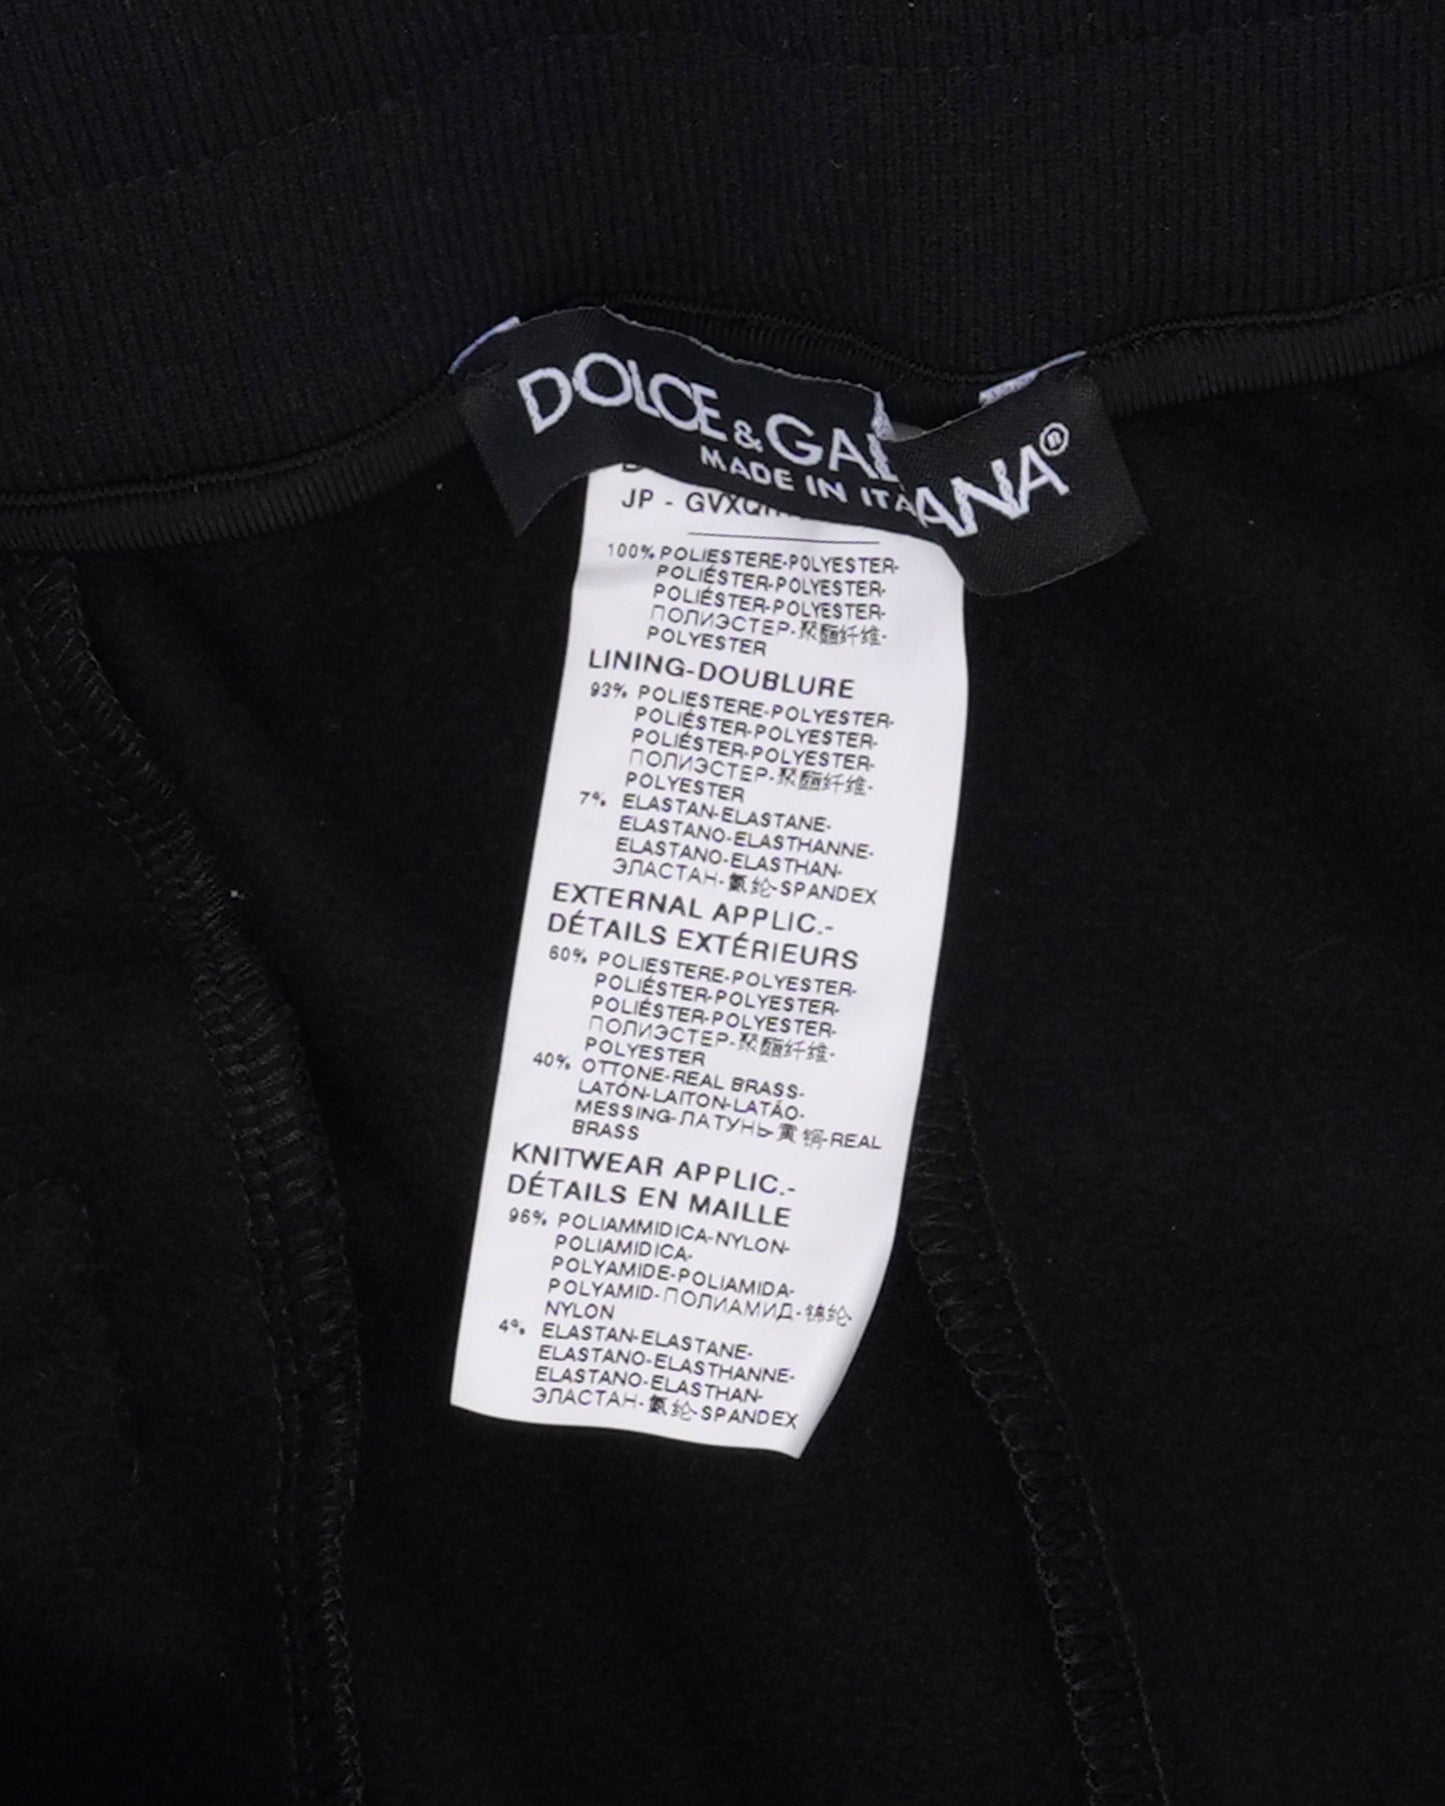 DOLCE&GABBANA®
MADE IN ITA
JP - GVXQ
100% POLIESTERE-POLYESTER-
POLIÉSTER-POLYESTER-
POLIÉSTER-POLYESTER-
ПОЛИЭСТЕР-聚酯纤维-
POLYESTER
LINING-DOUBLURE
93% POLIESTERE-POLYESTER-
POLIÉSTER-POLYESTER-
POLIÉSTER-POLYESTER-
ПОЛИЭСТЕР-聚酯纤维-
POLYESTER
7% ELASTAN-ELASTANE-
ELASTANO-ELASTHANNE-
ELASTANO-ELASTHAN-
ЭЛАСТАН-氨纶-SPANDEX
EXTERNAL APPLIC.-
DÉTAILS EXTÉRIEURS
60% POLIESTERE-POLYESTER-
POLIÉSTER-POLYESTER-
POLIÉSTER-POLYESTER-
ПОЛИЭСТЕР-聚酯纤维-
POLYESTER
40% OTTONE-REAL BRASS-
LATÓN-LAITON-LATÃO-
MESSING-ЛАТУНЬ-黄铜-REAL
BRASS
KNITWEAR APPLIC.-
DÉTAILS EN MAILLE
96% POLIAMMIDICA-NYLON-
POLIAMIDICA-
POLYAMIDE-POLIAMIDA-
POLYAMID-ПОЛИАМИД-锦纶-
NYLON
4% ELASTAN-ELASTANE-
ELASTANO-ELASTHANNE-
ELASTANO-ELASTHAN-
ЭЛАСТАН-氨纶-SPANDEX